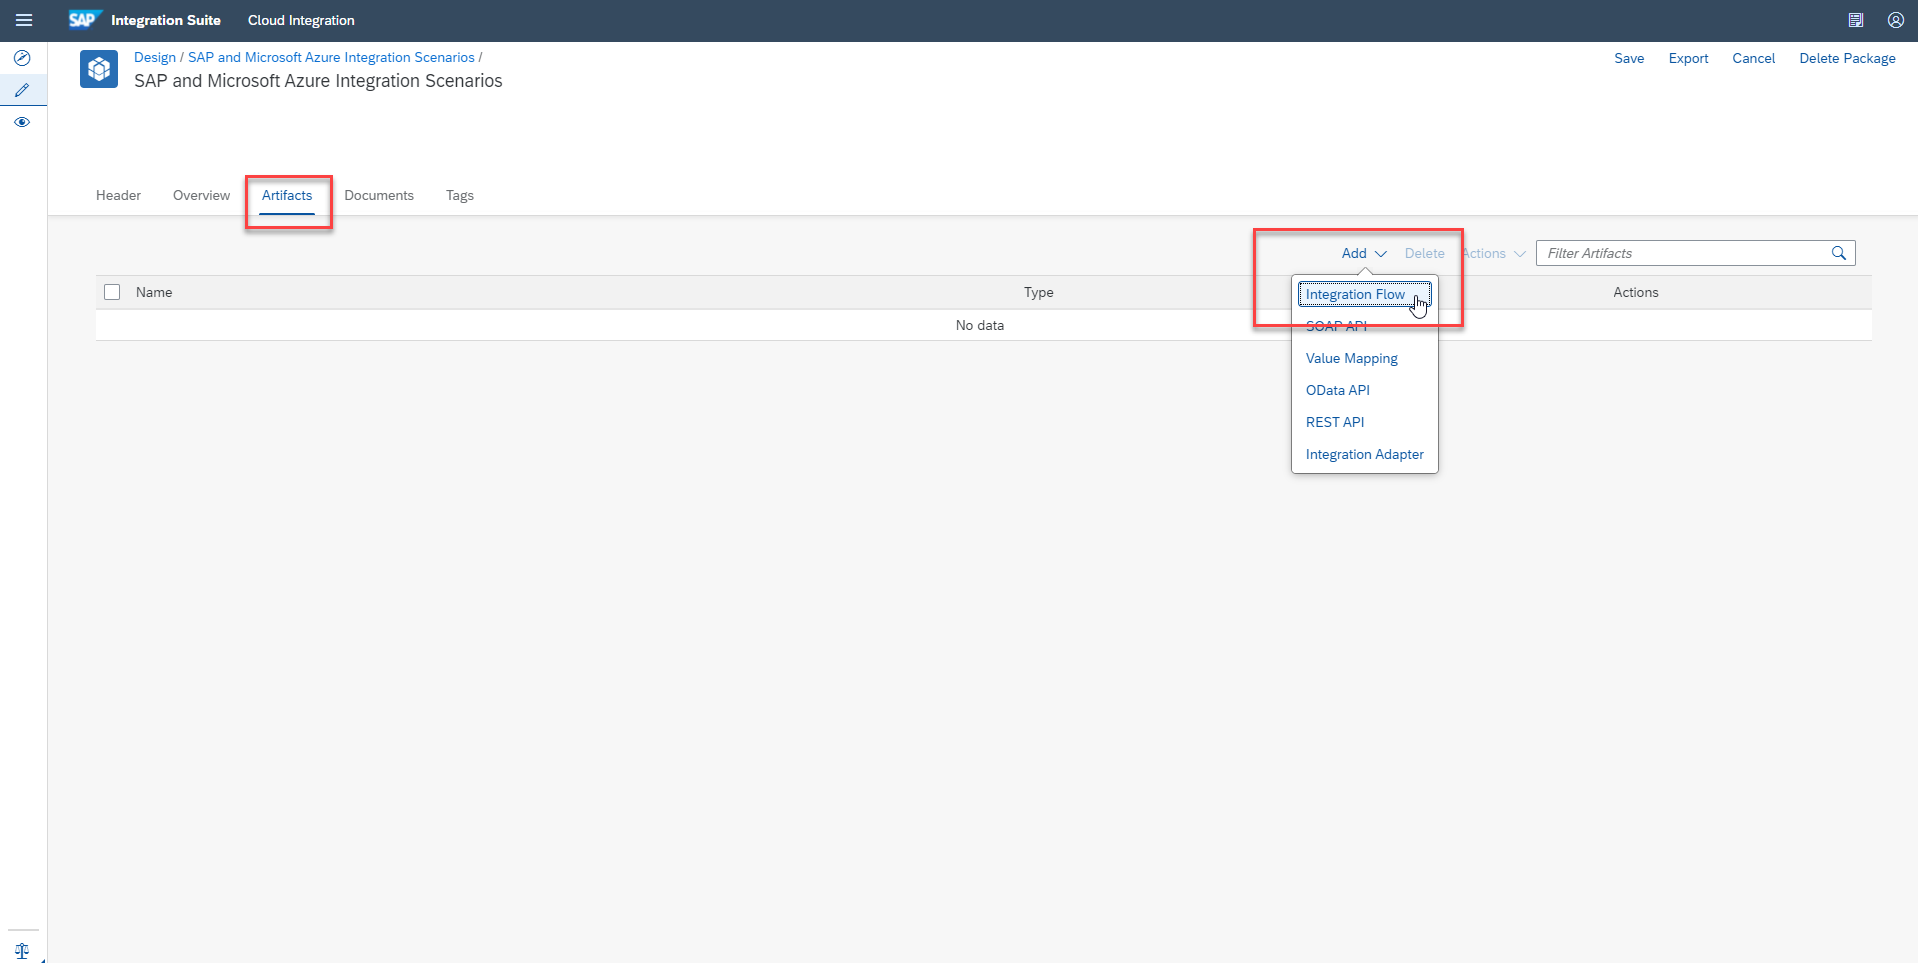 SAP Integration Suite Cloud Integration
Design / SAP and Microsoft Azure Integration Scenarios /
SAP and Microsoft Azure Integration Scenarios
Save Export Cancel Delete Package
Header Overview Artifacts Documents Tags
Add Delete Actions Filter Artifacts
Name Type Actions
No data
Integration Flow
SOAP API
Value Mapping
OData API
REST API
Integration Adapter